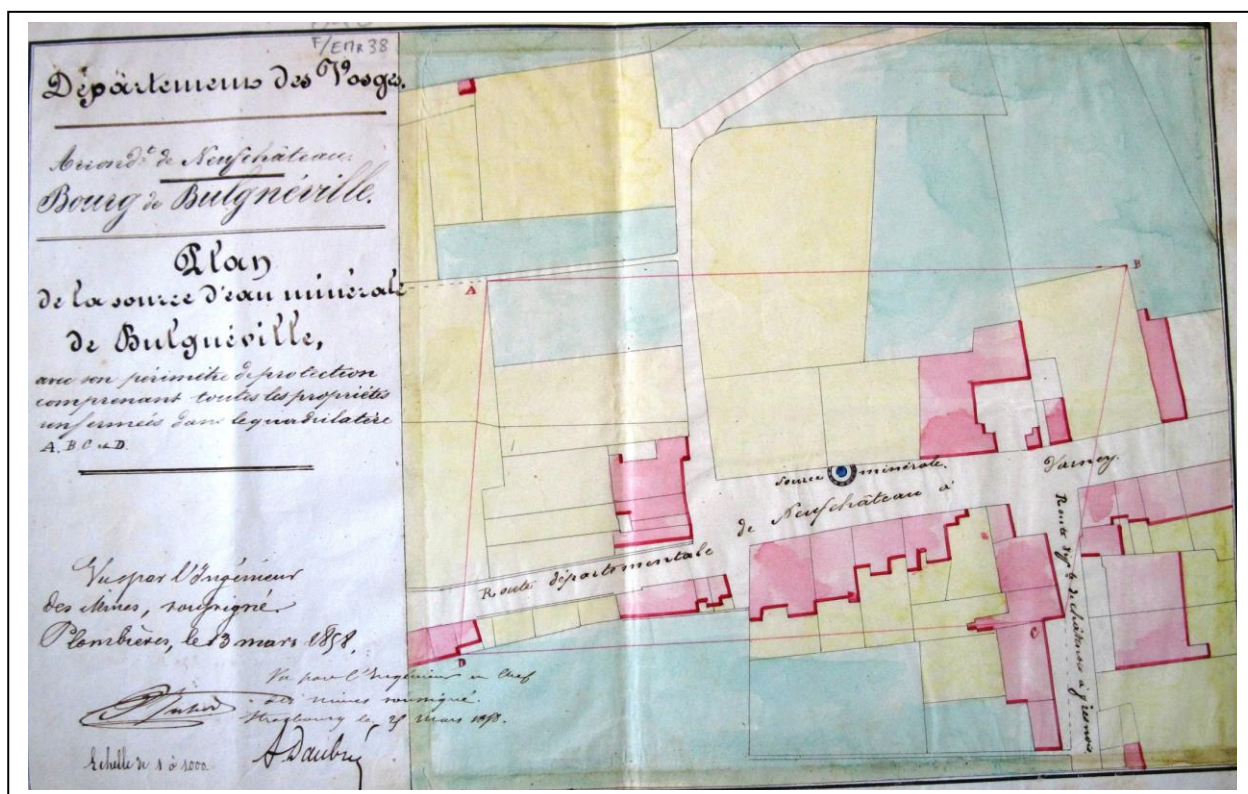 F/EMR 38
Département des Vosges.
Arrond.t de Neufchâteau.
Bourg de Bulgnéville.
Plan
de la source d'eau minérale
de Bulgnéville,
avec son périmètre de protection
comprenant toutes les propriétés
renfermées dans le quadrilatère
A. B C et D.
Vu par l'Ingénieur
des Mines, soussigné.
Plombières, le 13 mars 1858.
Vu par l'Ingénieur en Chef
des mines soussigné.
Strasbourg le 25 mars 1858.
A Daubrée
Echelle de 1 à 1000
A
B
source minérale.
Route départementale de Neufchâteau à
Route de à
C
D